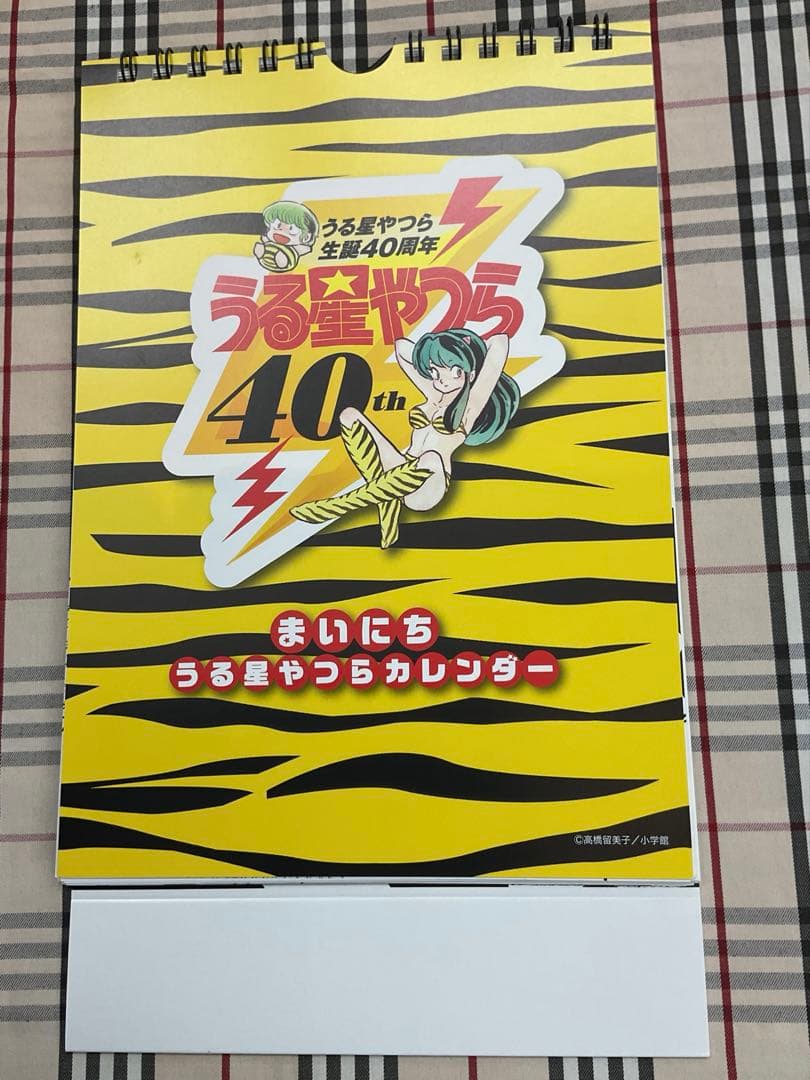 うる星やつら
生誕40周年
うる星やつら
40th
まいにち
うる星やつらカレンダー
©高橋留美子／小学館